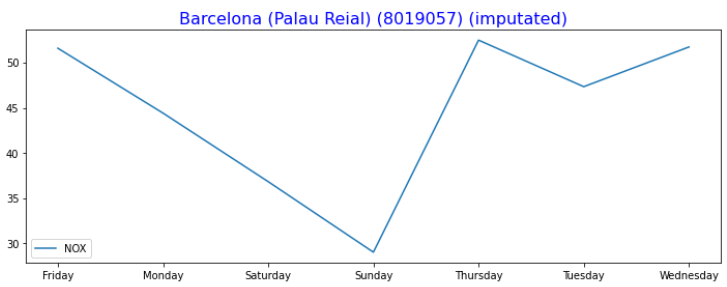 Barcelona (Palau Reial) (8019057) (imputated)
50
45
40
35
30
NOX
Friday Monday Saturday Sunday Thursday Tuesday Wednesday